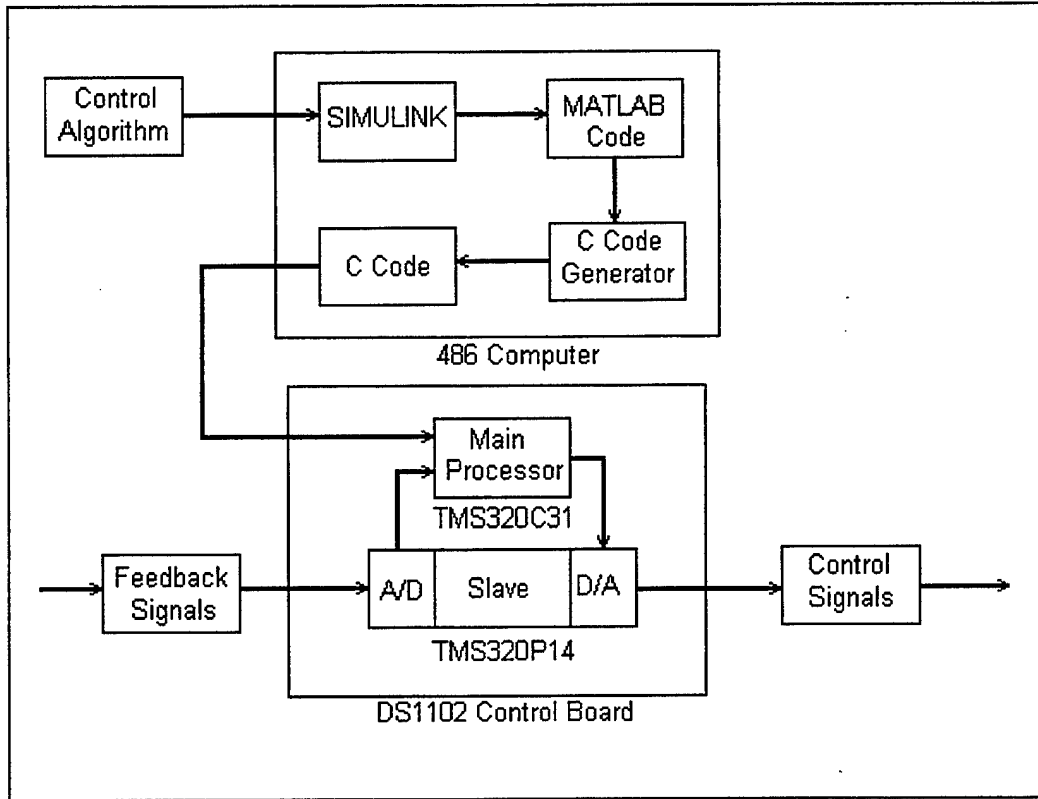 Control
Algorithm
SIMULINK
MATLAB
Code
C Code
C Code
Generator
486 Computer
Main
Processor
TMS320C31
Feedback
Signals
A/D
Slave
D/A
Control
Signals
TMS320P14
DS1102 Control Board